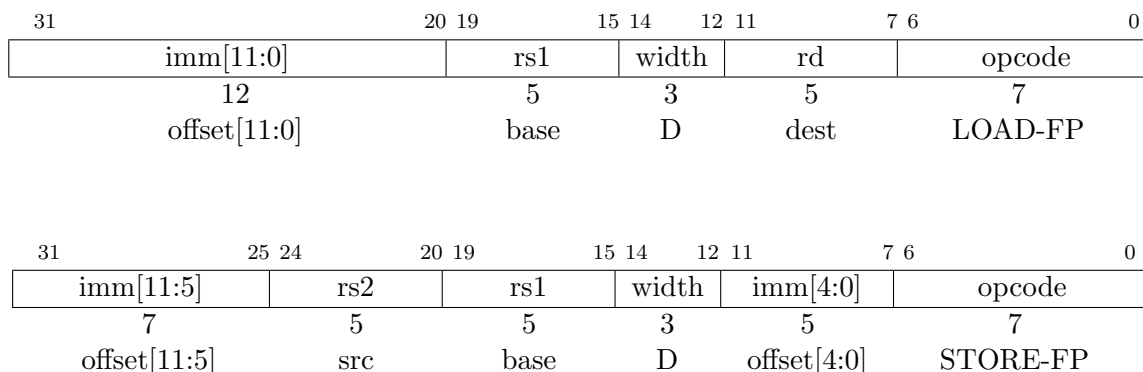 31 20 19 15 14 12 11 7 6 0
imm[11:0] rs1 width rd opcode
12 5 3 5 7
offset[11:0] base D dest LOAD-FP
31 25 24 20 19 15 14 12 11 7 6 0
imm[11:5] rs2 rs1 width imm[4:0] opcode
7 5 5 3 5 7
offset[11:5] src base D offset[4:0] STORE-FP